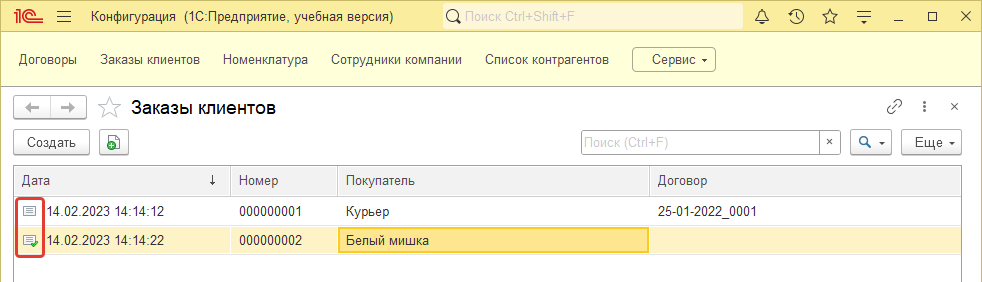 1С Конфигурация (1С:Предприятие, учебная версия) Поиск Ctrl+Shift+F
Договоры Заказы клиентов Номенклатура Сотрудники компании Список контрагентов Сервис
Заказы клиентов
Создать Поиск (Ctrl+F) × Еще
Дата ↓ Номер Покупатель Договор
14.02.2023 14:14:12 000000001 Курьер 25-01-2022_0001
14.02.2023 14:14:22 000000002 Белый мишка